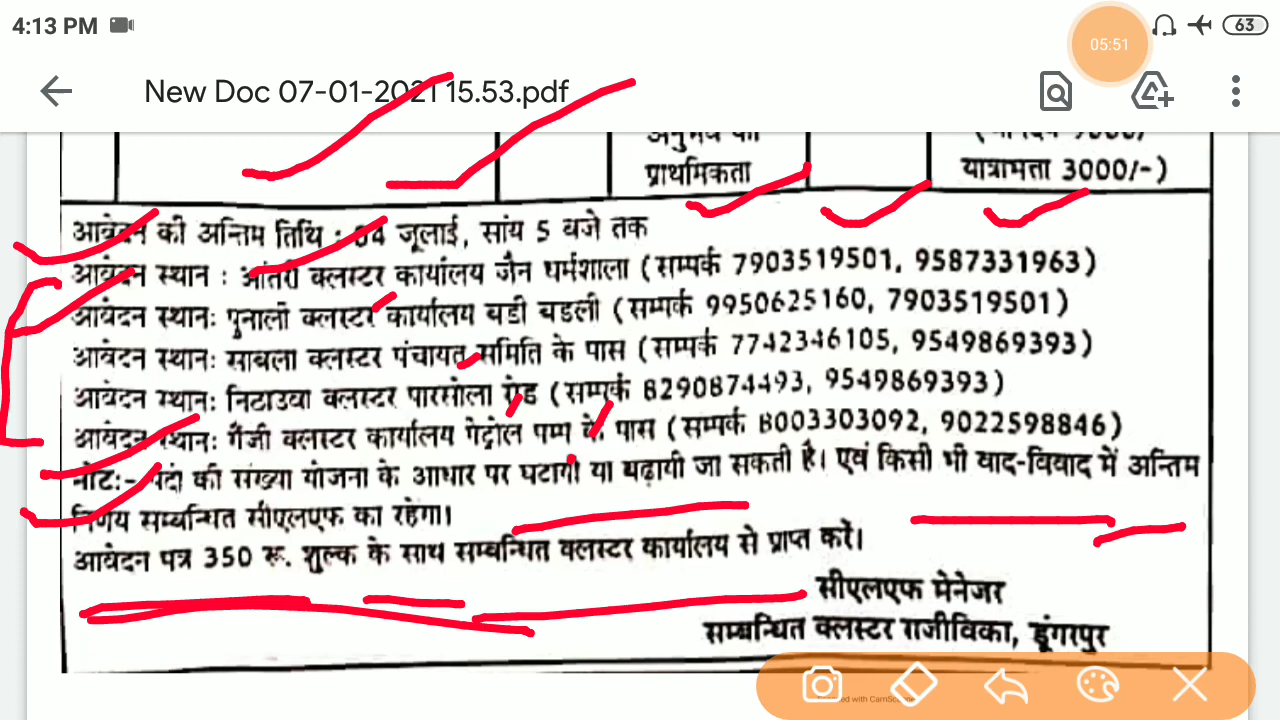 4:13 PM
63
05:51
New Doc 07-01-2021 15.53.pdf
अनुभव को
प्राथमिकता
यात्राभत्ता 3000/-)
आवेदन की अन्तिम तिथि : 04 जूलाई, सांय 5 बजे तक
आवेदन स्थान : आंतरी क्लस्टर कार्यालय जैन धर्मशाला (सम्पर्क 7903519501, 9587331963)
आवेदन स्थानः पुनाली क्लस्टर कार्यालय बडी बडली (सम्पर्क 9950625160, 7903519501)
आवेदन स्थानः साबला क्लस्टर पंचायत समिति के पास (सम्पर्क 7742346105, 9549869393)
आवेदन स्थानः निठाउवा क्लस्टर पारसोला रोड (सम्पर्क 8290874493, 9549869393)
आवेदन स्थानः गैंजी क्लस्टर कार्यालय पेट्रोल पम्प के पास (सम्पर्क 8003303092, 9022598846)
नोटः- पदों की संख्या योजना के आधार पर घटायी या बढ़ायी जा सकती है। एवं किसी भी वाद-विवाद में अन्तिम
निर्णय सम्बन्धित सीएलएफ का रहेगा।
आवेदन पत्र 350 रू. शुल्क के साथ सम्बन्धित क्लस्टर कार्यालय से प्राप्त करें।
सीएलएफ मेनेजर
सम्बन्धित क्लस्टर राजीविका, डूंगरपुर